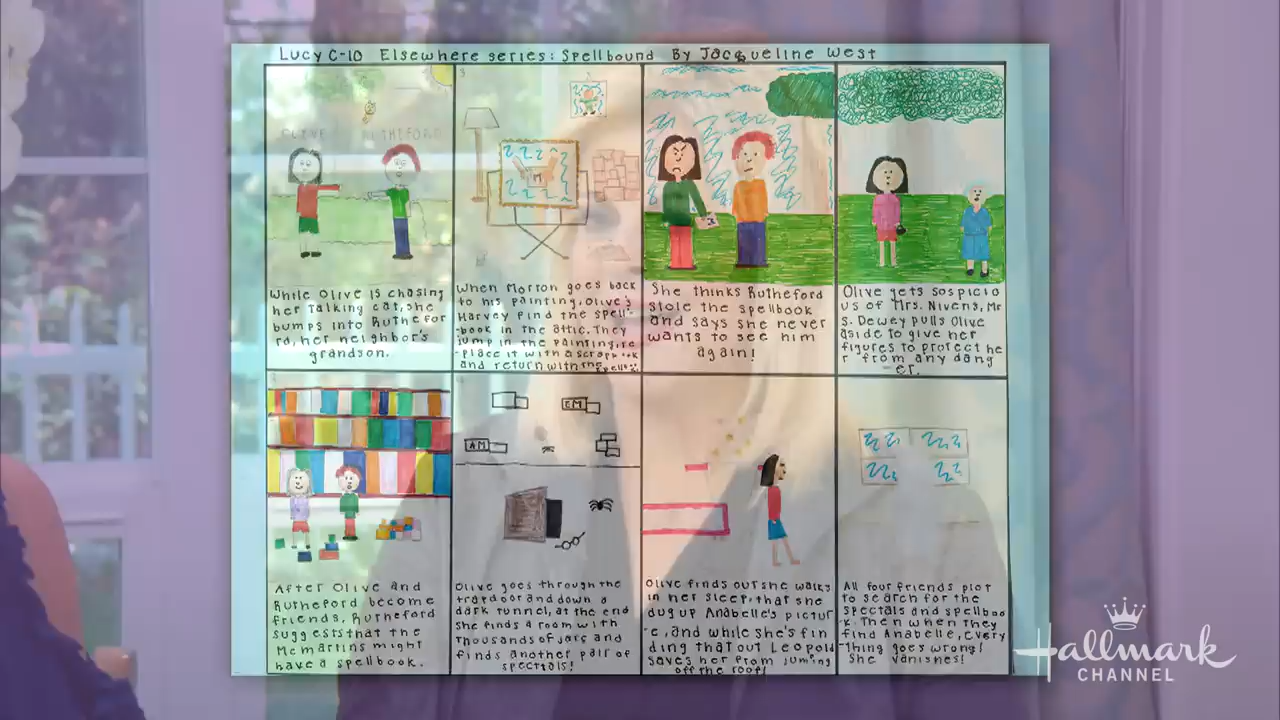 Lucy C-10 Elsewhere series: Spellbound By Jacqueline West
OLIVE RUTHEFORD
While Olive is chasing
her talking cat, she
bumps into Ruthefor
rd, her neighbor's
grandson.
When Morton goes back
to his painting, Olive &
Harvey find the spell-
-book in the attic. They
jump in the painting, re
-place it with a scrapbook
and return with the
She thinks Rutheford
stole the spellbook
and says she never
wants to see him
again!
Olive gets sospicio
us of Mrs. Nivens, Mr
s. Dewey pulls Olive
aside to give her
figures to protect he
r from any dang
er.
EM
AM
After Olive and
Rutheford become
friends, Rutheford
suggests that the
Mcmartins might
have a spellbook.
Olive goes through the
trapdoor and down a
dark tunnel, at the end
she finds a room with
thousands of jars and
finds another pair of
spectals!
Olive finds out she walks
in her sleep, that she
dug up Anabelle's pictur
e, and while she's fin
ding that out Leopold
saves her from jumping
off the roof!
All four friends plot
to search for the
spectals and spellboo
k. Then when they
find Anabelle, every
-thing goes wrong!
She vanishes!
Hallmark
CHANNEL